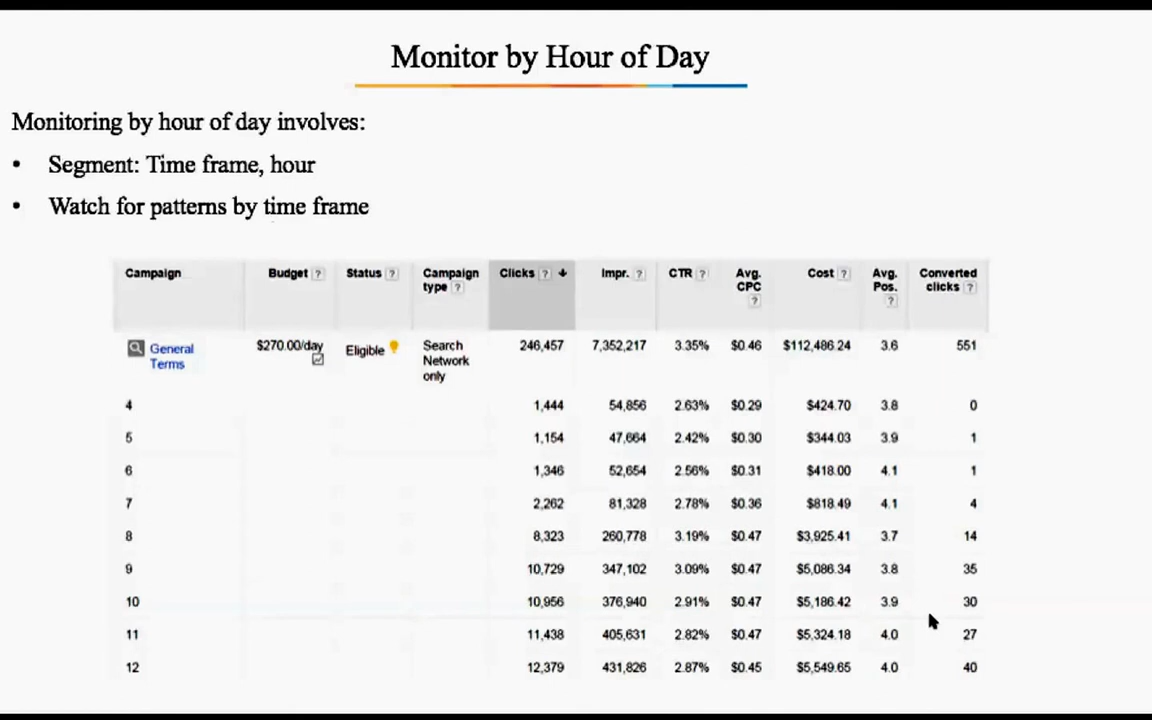 Monitor by Hour of Day
Monitoring by hour of day involves:
• Segment: Time frame, hour
• Watch for patterns by time frame
Campaign Budget ? Status ? Campaign type ? Clicks ? ↓ Impr. ? CTR ? Avg. CPC ? Cost ? Avg. Pos. ? Converted clicks ?
General Terms $270.00/day Eligible Search Network only 246,457 7,352,217 3.35% $0.46 $112,486.24 3.6 551
4 1,444 54,856 2.63% $0.29 $424.70 3.8 0
5 1,154 47,664 2.42% $0.30 $344.03 3.9 1
6 1,346 52,654 2.56% $0.31 $418.00 4.1 1
7 2,262 81,328 2.78% $0.36 $818.49 4.1 4
8 8,323 260,778 3.19% $0.47 $3,925.41 3.7 14
9 10,729 347,102 3.09% $0.47 $5,086.34 3.8 35
10 10,956 376,940 2.91% $0.47 $5,186.42 3.9 30
11 11,438 405,631 2.82% $0.47 $5,324.18 4.0 27
12 12,379 431,826 2.87% $0.45 $5,549.65 4.0 40